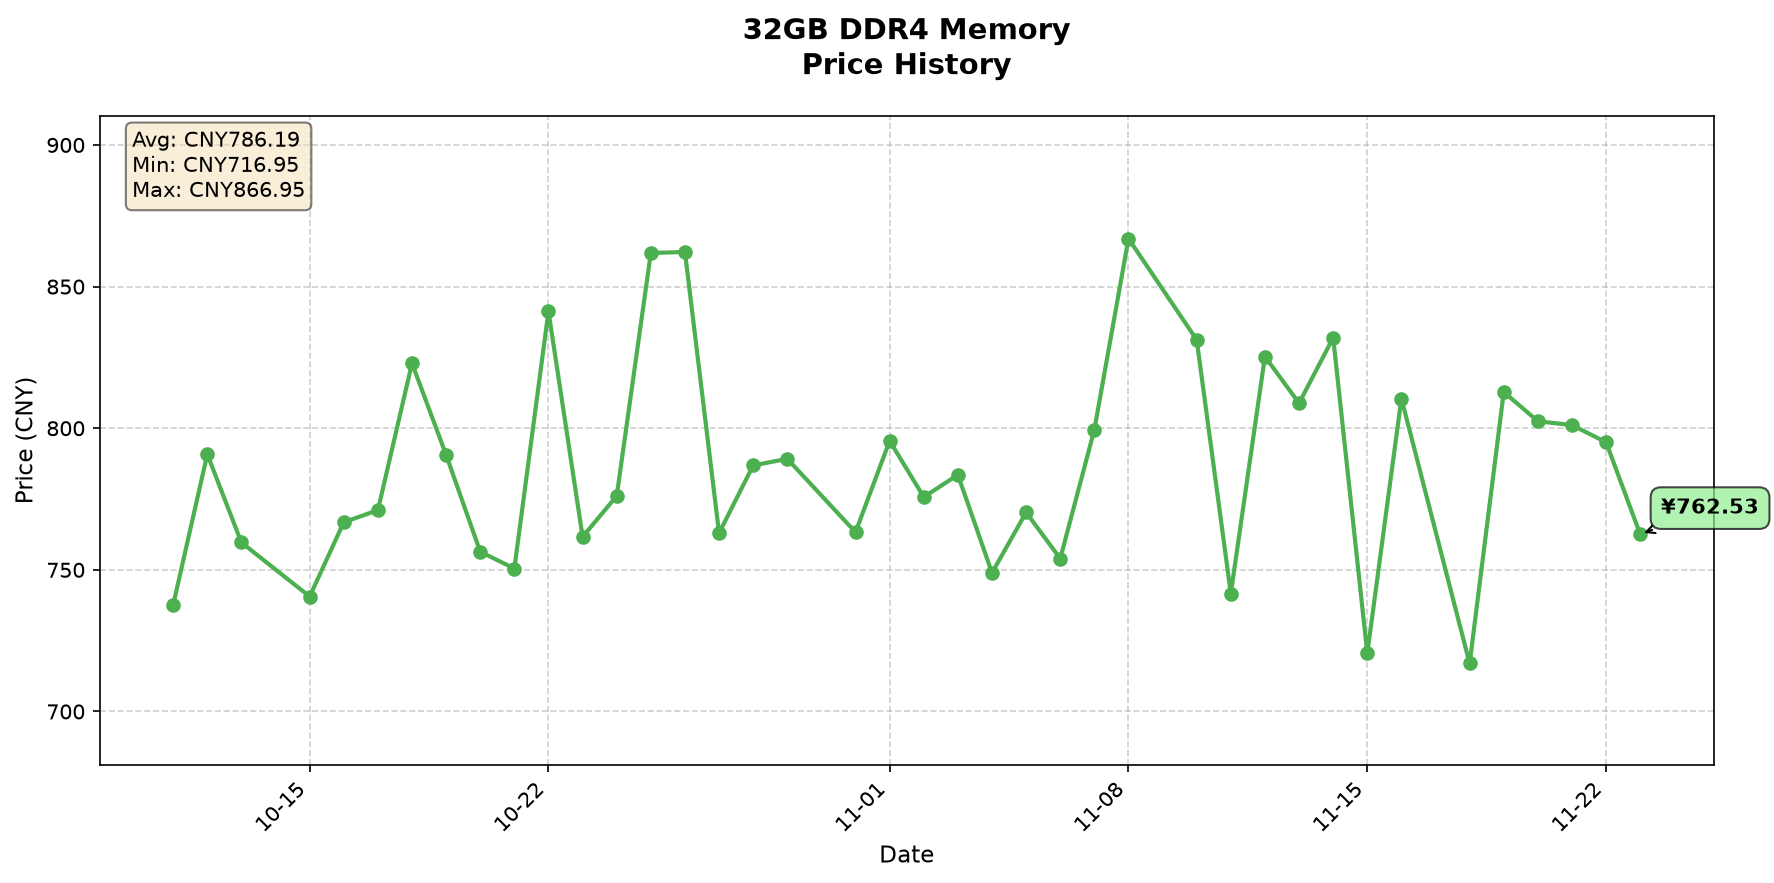 32GB DDR4 Memory
Price History
Avg: CNY786.19
Min: CNY716.95
Max: CNY866.95
900
850
800
750
700
Price (CNY)
¥762.53
10-15
10-22
11-01
11-08
11-15
11-22
Date